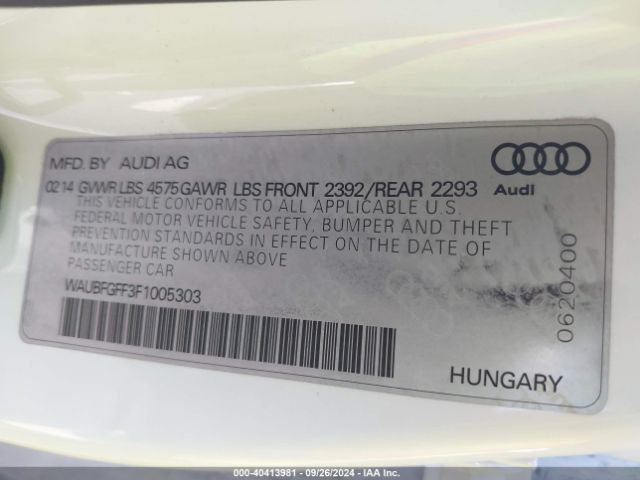 MFD. BY AUDI AG
02 14 GVWR LBS 4575 GAWR LBS FRONT 2392/REAR 2293
THIS VEHICLE CONFORMS TO ALL APPLICABLE U.S.
FEDERAL MOTOR VEHICLE SAFETY, BUMPER AND THEFT
PREVENTION STANDARDS IN EFFECT ON THE DATE OF
MANUFACTURE SHOWN ABOVE
PASSENGER CAR
WAUBFGFF3F1005303
Audi
0620400
HUNGARY
000-40413981 - 09/26/2024 - IAA Inc.